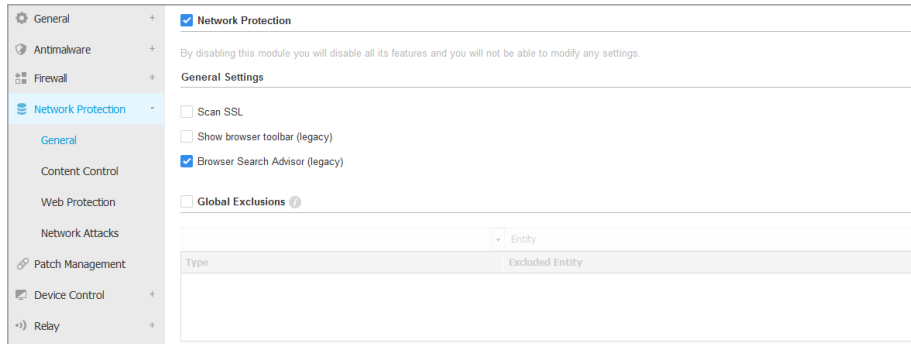 General +
Antimalware +
Firewall +
Network Protection -
General
Content Control
Web Protection
Network Attacks
Patch Management
Device Control +
Relay +
Network Protection
By disabling this module you will disable all its features and you will not be able to modify any settings.
General Settings
Scan SSL
Show browser toolbar (legacy)
Browser Search Advisor (legacy)
Global Exclusions i
Entity
Type Excluded Entity